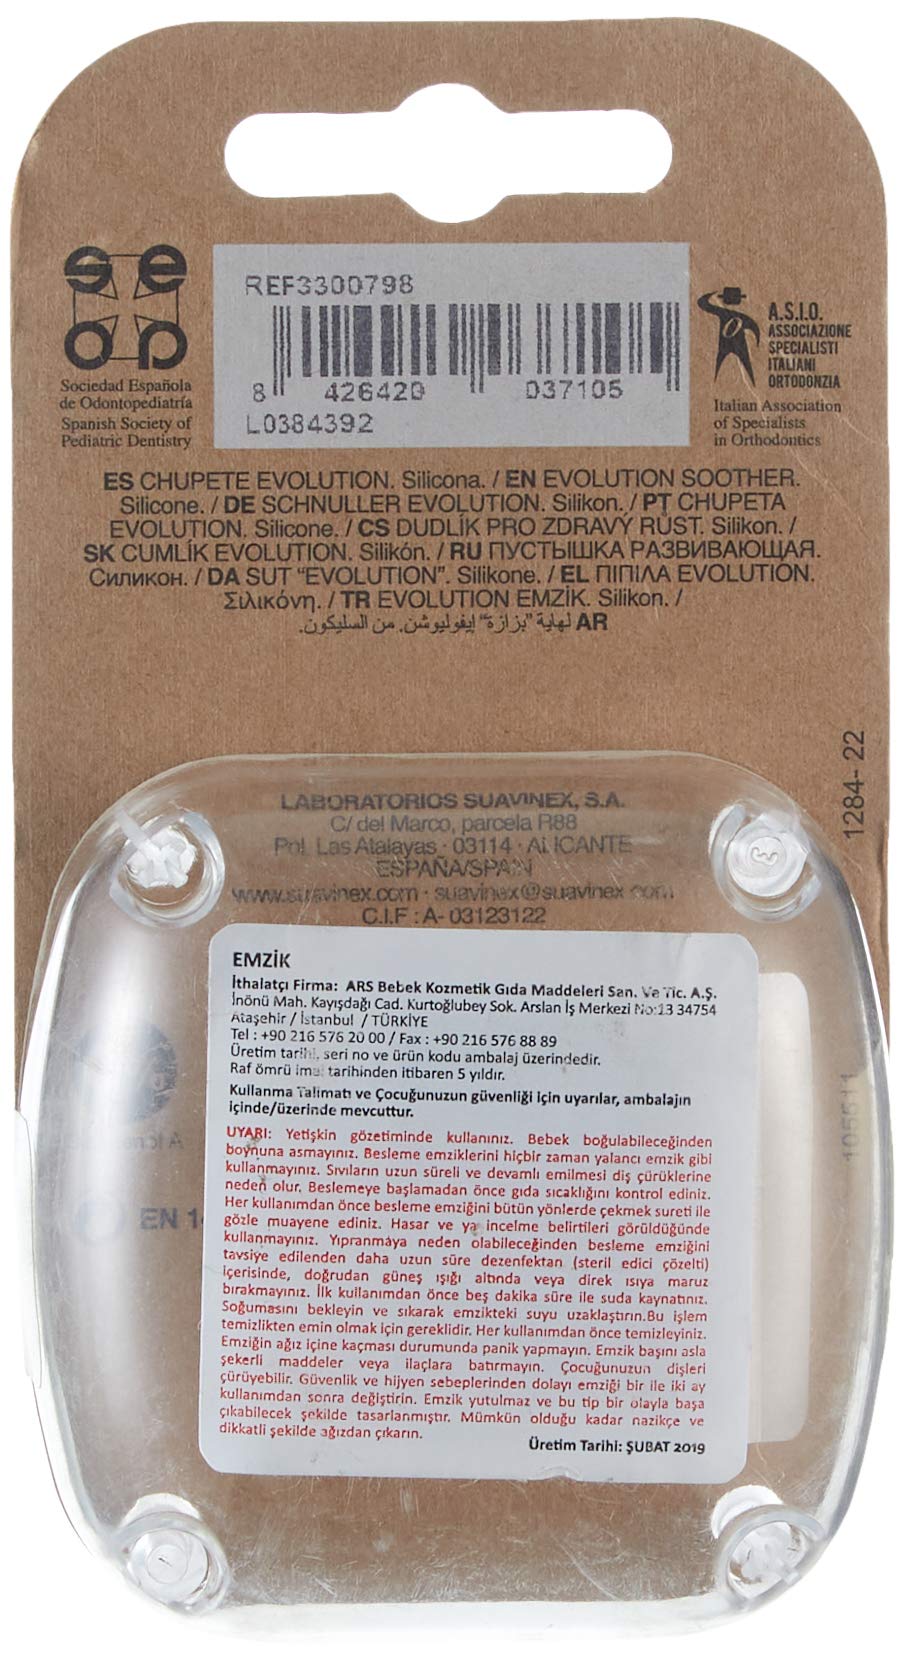 Sociedad Española
de Odontopediatría
Spanish Society of
Pediatric Dentistry
REF3300798
8 426420 037105
L0384392
A.S.I.O.
ASSOCIAZIONE
SPECIALISTI
ITALIANI
ORTODONZIA
Italian Association
of Specialists
in Orthodontics
ES CHUPETE EVOLUTION. Silicona. / EN EVOLUTION SOOTHER.
Silicone. / DE SCHNULLER EVOLUTION. Silikon. / PT CHUPETA
EVOLUTION. Silicone. / CS DUDLÍK PRO ZDRAVÝ RŮST. Silikon. /
SK CUMLÍK EVOLUTION. Silikón. / RU ПУСТЫШКА РАЗВИВАЮЩАЯ.
Силикон. / DA SUT “EVOLUTION”. Silikone. / EL ΠΙΠΙΛΑ EVOLUTION.
Σιλικόνη. / TR EVOLUTION EMZİK. Silikon. /
AR لهاية "بزازة" إيفوليوشن. من السليكون.
1284-22
LABORATORIOS SUAVINEX, S.A.
C/ del Marco, parcela R88
Pol. Las Atalayas · 03114 · ALICANTE
ESPAÑA/SPAIN
www.suavinex.com · suavinex@suavinex.com
C.I.F : A- 03123122
EMZİK
İthalatçı Firma: ARS Bebek Kozmetik Gıda Maddeleri San. Ve Tic. A.Ş.
İnönü Mah. Kayışdağı Cad. Kurtoğlubey Sok. Arslan İş Merkezi No:13 34754
Ataşehir / İstanbul / TÜRKİYE
Tel : +90 216 576 20 00 / Fax : +90 216 576 88 89
Üretim tarihi, seri no ve ürün kodu ambalaj üzerindedir.
Raf ömrü imal tarihinden itibaren 5 yıldır.
Kullanma Talimatı ve Çocuğunuzun güvenliği için uyarılar, ambalajın
içinde/üzerinde mevcuttur.
UYARI: Yetişkin gözetiminde kullanınız. Bebek boğulabileceğinden
boynuna asmayınız. Besleme emziklerini hiçbir zaman yalancı emzik gibi
kullanmayınız. Sıvıların uzun süreli ve devamlı emilmesi diş çürüklerine
neden olur. Beslemeye başlamadan önce gıda sıcaklığını kontrol ediniz.
Her kullanımdan önce besleme emziğini bütün yönlerde çekmek sureti ile
gözle muayene ediniz. Hasar ve ya incelme belirtileri görüldüğünde
kullanmayınız. Yıpranmaya neden olabileceğinden besleme emziğini
tavsiye edilenden daha uzun süre dezenfektan (steril edici çözelti)
içerisinde, doğrudan güneş ışığı altında veya direk ısıya maruz
bırakmayınız. İlk kullanımdan önce beş dakika süre ile suda kaynatınız.
Soğumasını bekleyin ve sıkarak emzikteki suyu uzaklaştırın.Bu işlem
temizlikten emin olmak için gereklidir. Her kullanımdan önce temizleyiniz.
Emziğin ağız içine kaçması durumunda panik yapmayın. Emzik başını asla
şekerli maddeler veya ilaçlara batırmayın. Çocuğunuzun dişleri
çürüyebilir. Güvenlik ve hijyen sebeplerinden dolayı emziği bir ile iki ay
kullanımdan sonra değiştirin. Emzik yutulmaz ve bu tip bir olayla başa
çıkabilecek şekilde tasarlanmıştır. Mümkün olduğu kadar nazikçe ve
dikkatli şekilde ağızdan çıkarın.
Üretim Tarihi: ŞUBAT 2019
EN 1
105511